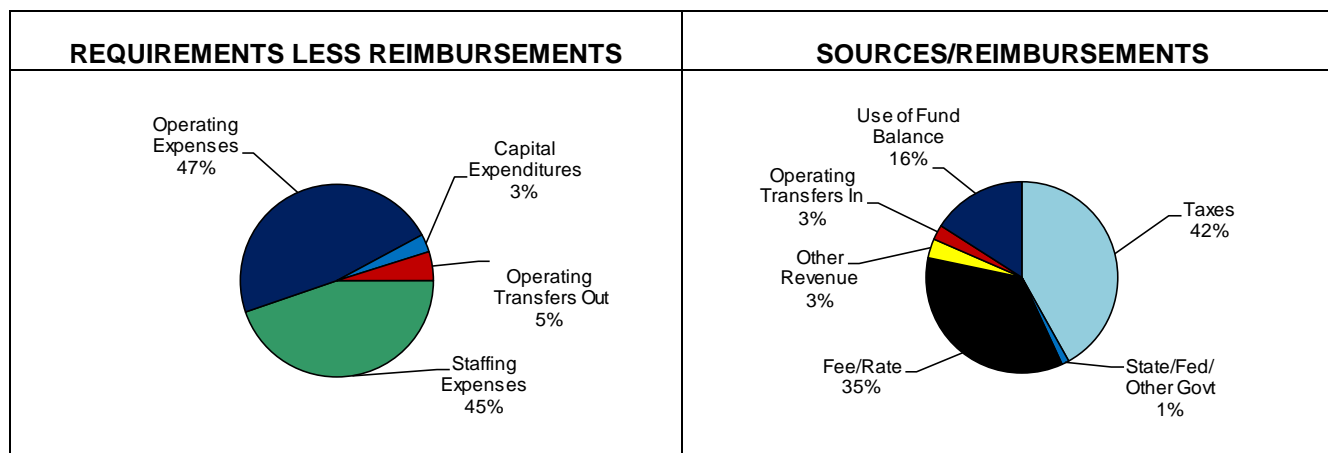 REQUIREMENTS LESS REIMBURSEMENTS
Operating
Expenses
47%
Capital
Expenditures
3%
Operating
Transfers Out
5%
Staffing
Expenses
45%
SOURCES/REIMBURSEMENTS
Use of Fund
Balance
16%
Operating
Transfers In
3%
Other
Revenue
3%
Fee/Rate
35%
Taxes
42%
State/Fed/
Other Govt
1%